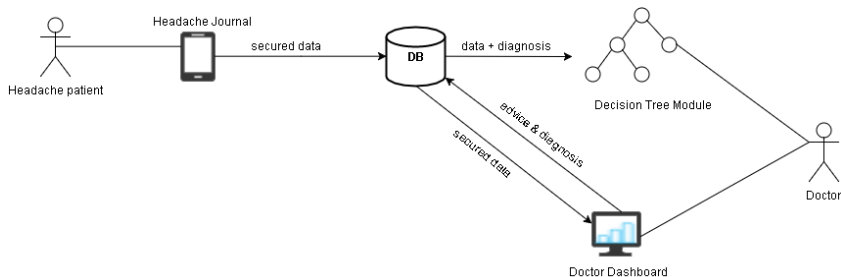 Headache Journal
secured data
DB
data + diagnosis
Headache patient
Decision Tree Module
advice & diagnosis
secured data
Doctor
Doctor Dashboard